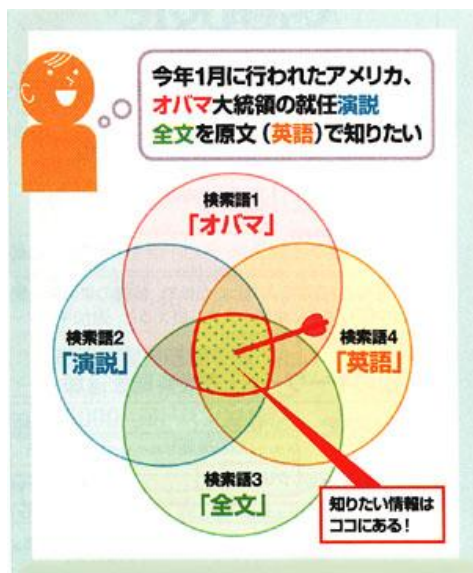 今年1月に行われたアメリカ、
オバマ大統領の就任演説
全文を原文(英語)で知りたい
検索語1
「オバマ」
検索語2
「演説」
検索語4
「英語」
検索語3
「全文」
知りたい情報は
ココにある!